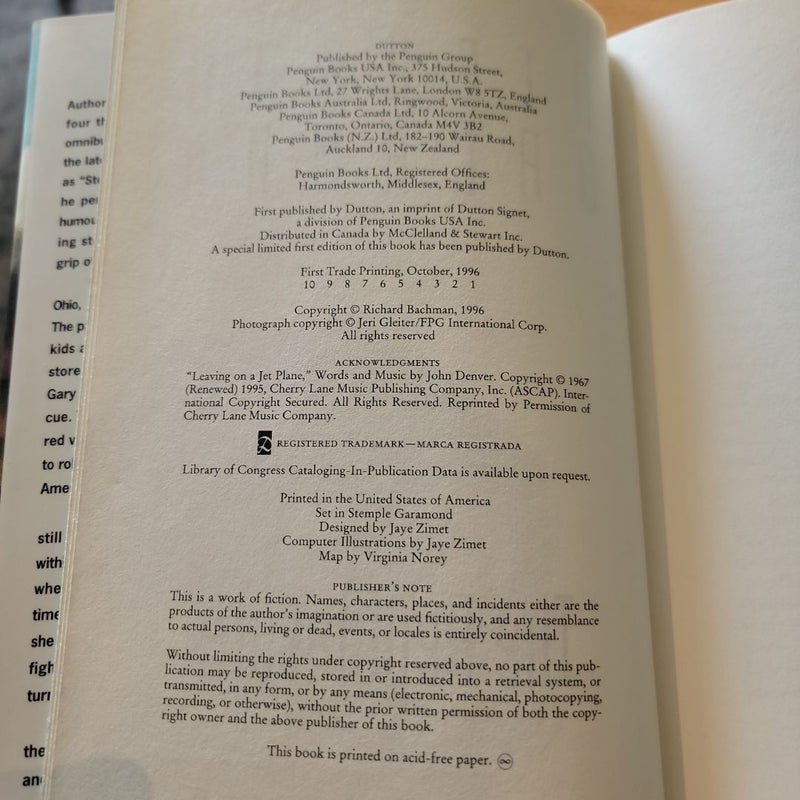 DUTTON
Published by the Penguin Group
Penguin Books USA Inc., 375 Hudson Street,
New York, New York 10014, U.S.A.
Penguin Books Ltd, 27 Wrights Lane, London W8 5TZ, England
Penguin Books Australia Ltd, Ringwood, Victoria, Australia
Penguin Books Canada Ltd, 10 Alcorn Avenue,
Toronto, Ontario, Canada M4V 3B2
Penguin Books (N.Z.) Ltd, 182–190 Wairau Road,
Auckland 10, New Zealand
Penguin Books Ltd, Registered Offices:
Harmondsworth, Middlesex, England
First published by Dutton, an imprint of Dutton Signet,
a division of Penguin Books USA Inc.
Distributed in Canada by McClelland & Stewart Inc.
A special limited first edition of this book has been published by Dutton.
First Trade Printing, October, 1996
10 9 8 7 6 5 4 3 2 1
Copyright © Richard Bachman, 1996
Photograph copyright © Jeri Gleiter/FPG International Corp.
All rights reserved
ACKNOWLEDGMENTS
"Leaving on a Jet Plane," Words and Music by John Denver. Copyright © 1967
(Renewed) 1995, Cherry Lane Music Publishing Company, Inc. (ASCAP). Inter-
national Copyright Secured. All Rights Reserved. Reprinted by Permission of
Cherry Lane Music Company.
REGISTERED TRADEMARK—MARCA REGISTRADA
Library of Congress Cataloging-In-Publication Data is available upon request.
Printed in the United States of America
Set in Stemple Garamond
Designed by Jaye Zimet
Computer Illustrations by Jaye Zimet
Map by Virginia Norey
PUBLISHER'S NOTE
This is a work of fiction. Names, characters, places, and incidents either are the
products of the author's imagination or are used fictitiously, and any resemblance
to actual persons, living or dead, events, or locales is entirely coincidental.
Without limiting the rights under copyright reserved above, no part of this pub-
lication may be reproduced, stored in or introduced into a retrieval system, or
transmitted, in any form, or by any means (electronic, mechanical, photocopying,
recording, or otherwise), without the prior written permission of both the copy-
right owner and the above publisher of this book.
This book is printed on acid-free paper.
Author
four
the
as
he
ing
grip
Ohio,
The
kids
store
Gary
cue.
red
to
still
with
she
the